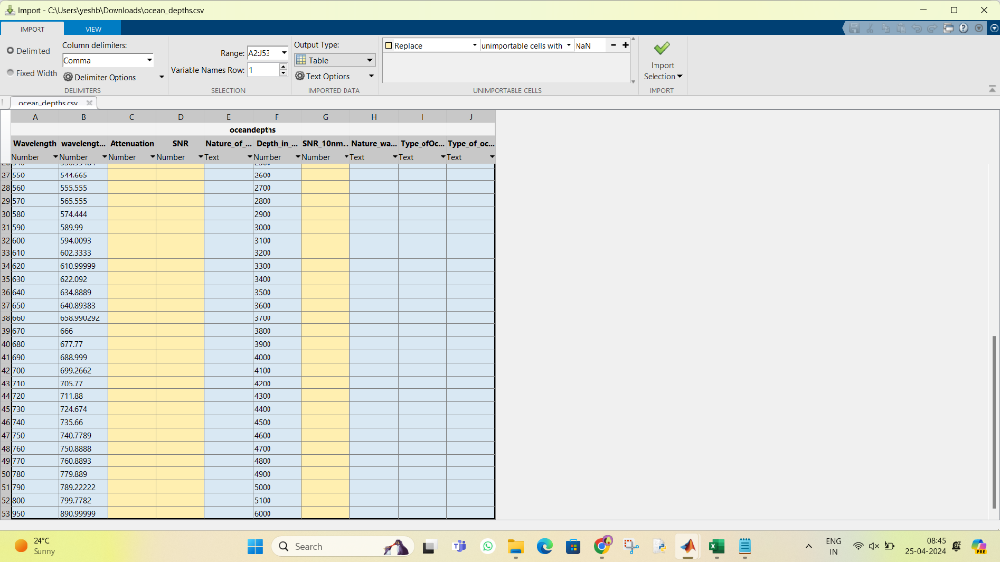 Import - C:\Users\yeshb\Downloads\ocean_depths.csv
IMPORT VIEW
Delimited
Fixed Width
Column delimiters:
Comma
Delimiter Options
DELIMITERS
Range: A2:J53
Variable Names Row: 1
SELECTION
Output Type:
Table
Text Options
IMPORTED DATA
Replace unimportable cells with NaN
UNIMPORTABLE CELLS
Import
Selection
IMPORT
ocean_depths.csv
A B C D E F G H I J
oceandepths
Wavelength wavelengt... Attenuation SNR Nature_of_... Depth_in_... SNR_10nm... Nature_wa... Type_ofOc... Type_of_oc...
Number Number Number Number Text Number Number Text Text Text
27 550 544.665 2600
28 560 555.555 2700
29 570 565.555 2800
30 580 574.444 2900
31 590 589.99 3000
32 600 594.0093 3100
33 610 602.3333 3200
34 620 610.99999 3300
35 630 622.092 3400
36 640 634.8889 3500
37 650 640.89383 3600
38 660 658.990292 3700
39 670 666 3800
40 680 677.77 3900
41 690 688.999 4000
42 700 699.2662 4100
43 710 705.77 4200
44 720 711.88 4300
45 730 724.674 4400
46 740 735.66 4500
47 750 740.7789 4600
48 760 750.8888 4700
49 770 760.8893 4800
50 780 779.889 4900
51 790 789.22222 5000
52 800 799.7782 5100
53 950 890.99999 6000
24°C
Sunny
Search
ENG
IN
08:45
25-04-2024
PRE